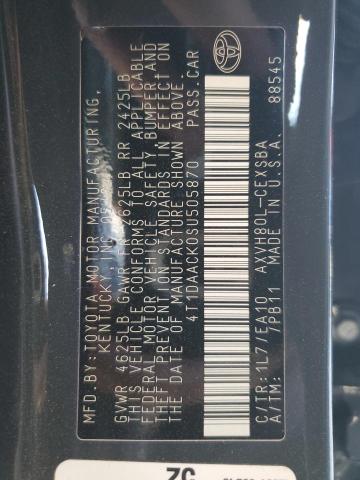 MFD.BY:TOYOTA MOTOR MANUFACTURING,
KENTUCKY, INC.
GVWR 4625LB GAWR FR 2625LB RR 2425LB
THIS VEHICLE CONFORMS TO ALL APPLICABLE
FEDERAL MOTOR VEHICLE SAFETY, BUMPER AND
THEFT PREVENTION STANDARDS IN EFFECT ON
THE DATE OF MANUFACTURE SHOWN ABOVE.
4T1DAACK0SU505870 PASS.CAR
C/TR:1L7/EA10 AXVH80L-CEXSBA
/TM: /PB11 MADE IN U.S.A. 88545